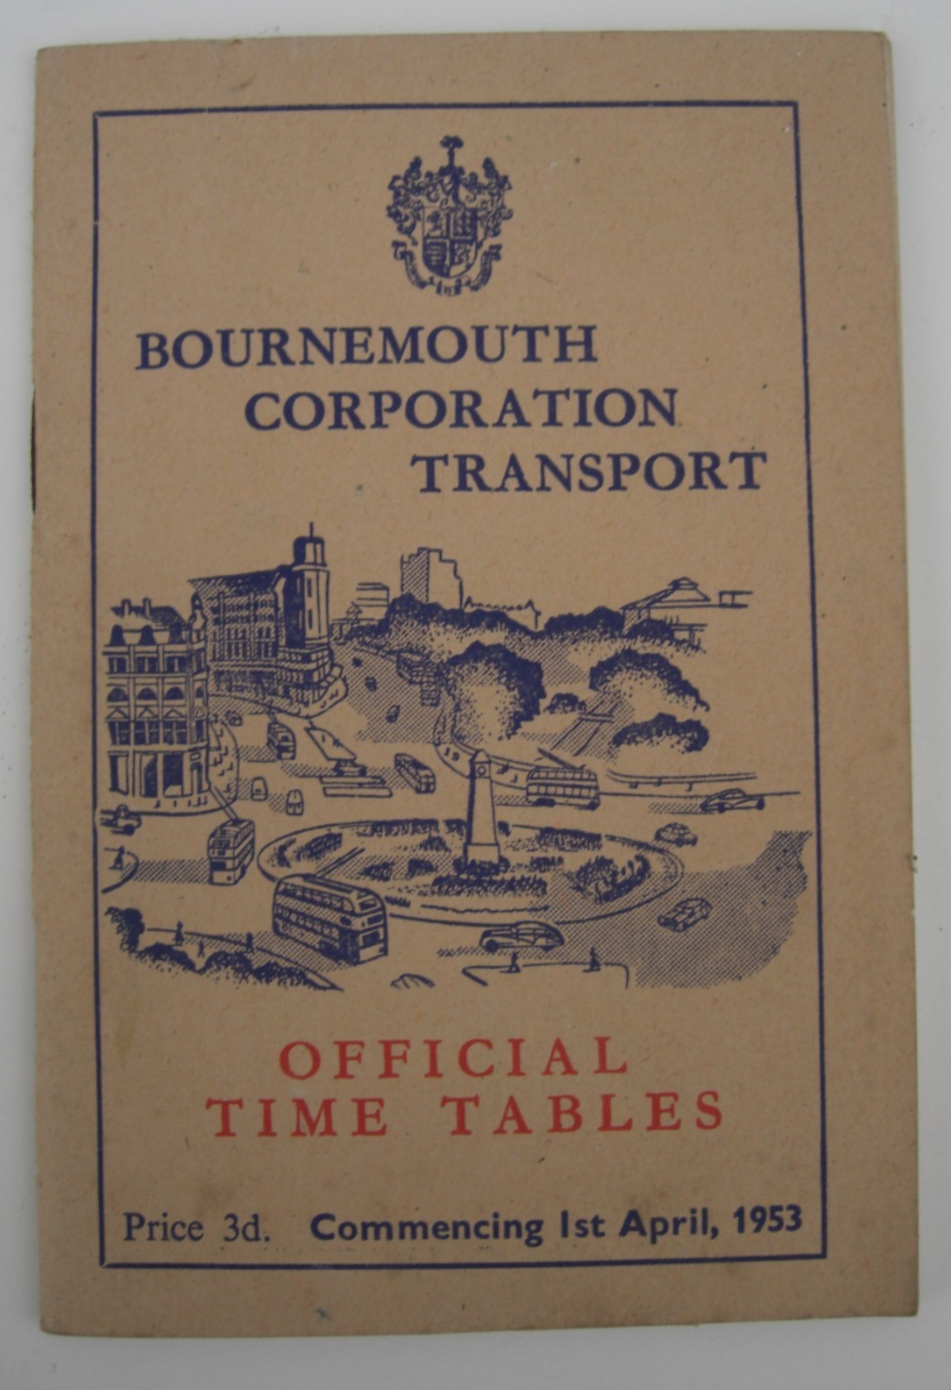 BOURNEMOUTH
CORPORATION
TRANSPORT
OFFICIAL
TIME TABLES
Price 3d. Commencing 1st April, 1953